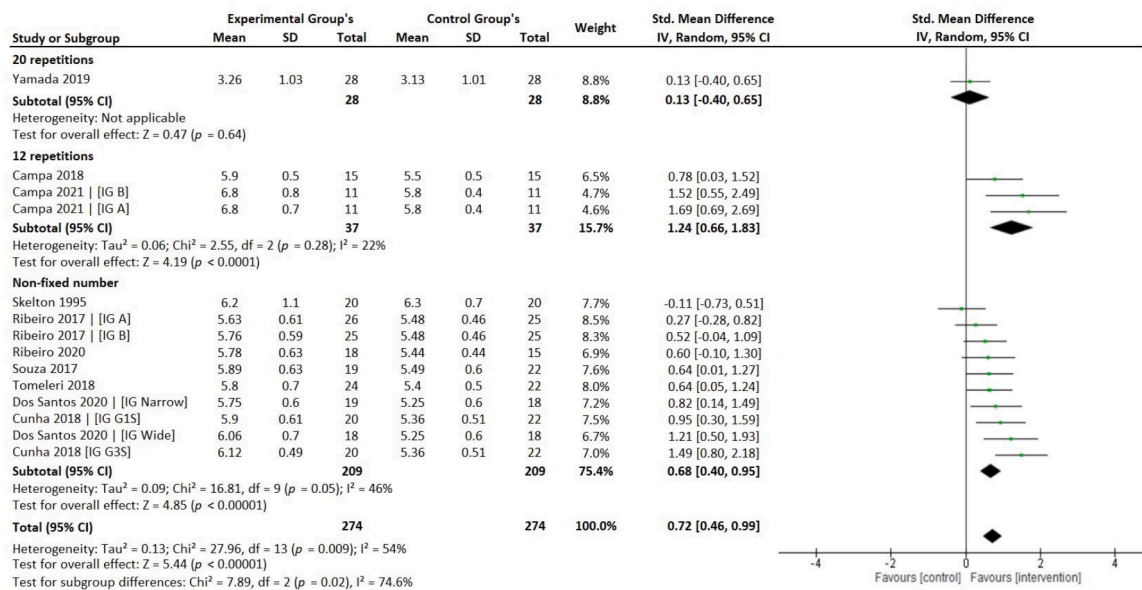 Experimental Group's Control Group's Std. Mean Difference Std. Mean Difference
Study or Subgroup Mean SD Total Mean SD Total Weight IV, Random, 95% CI IV, Random, 95% CI
20 repetitions
Yamada 2019 3.26 1.03 28 3.13 1.01 28 8.8% 0.13 [-0.40, 0.65]
Subtotal (95% CI) 28 28 8.8% 0.13 [-0.40, 0.65]
Heterogeneity: Not applicable
Test for overall effect: Z = 0.47 (p = 0.64)
12 repetitions
Campa 2018 5.9 0.5 15 5.5 0.5 15 6.5% 0.78 [0.03, 1.52]
Campa 2021 | [IG B] 6.8 0.8 11 5.8 0.4 11 4.7% 1.52 [0.55, 2.49]
Campa 2021 | [IG A] 6.8 0.7 11 5.8 0.4 11 4.6% 1.69 [0.69, 2.69]
Subtotal (95% CI) 37 37 15.7% 1.24 [0.66, 1.83]
Heterogeneity: Tau² = 0.06; Chi² = 2.55, df = 2 (p = 0.28); I² = 22%
Test for overall effect: Z = 4.19 (p < 0.0001)
Non-fixed number
Skelton 1995 6.2 1.1 20 6.3 0.7 20 7.7% -0.11 [-0.73, 0.51]
Ribeiro 2017 | [IG A] 5.63 0.61 26 5.48 0.46 25 8.5% 0.27 [-0.28, 0.82]
Ribeiro 2017 | [IG B] 5.76 0.59 25 5.48 0.46 25 8.3% 0.52 [-0.04, 1.09]
Ribeiro 2020 5.78 0.63 18 5.44 0.44 15 6.9% 0.60 [-0.10, 1.30]
Souza 2017 5.89 0.63 19 5.49 0.6 22 7.6% 0.64 [0.01, 1.27]
Tomeleri 2018 5.8 0.7 24 5.4 0.5 22 8.0% 0.64 [0.05, 1.24]
Dos Santos 2020 | [IG Narrow] 5.75 0.6 19 5.25 0.6 18 7.2% 0.82 [0.14, 1.49]
Cunha 2018 | [IG G1S] 5.9 0.61 20 5.36 0.51 22 7.5% 0.95 [0.30, 1.59]
Dos Santos 2020 | [IG Wide] 6.06 0.7 18 5.25 0.6 18 6.7% 1.21 [0.50, 1.93]
Cunha 2018 [IG G3S] 6.12 0.49 20 5.36 0.51 22 7.0% 1.49 [0.80, 2.18]
Subtotal (95% CI) 209 209 75.4% 0.68 [0.40, 0.95]
Heterogeneity: Tau² = 0.09; Chi² = 16.81, df = 9 (p = 0.05); I² = 46%
Test for overall effect: Z = 4.85 (p < 0.00001)
Total (95% CI) 274 274 100.0% 0.72 [0.46, 0.99]
Heterogeneity: Tau² = 0.13; Chi² = 27.96, df = 13 (p = 0.009); I² = 54%
Test for overall effect: Z = 5.44 (p < 0.00001)
Test for subgroup differences: Chi² = 7.89, df = 2 (p = 0.02), I² = 74.6%
-4 -2 0 2 4
Favours [control] Favours [intervention]